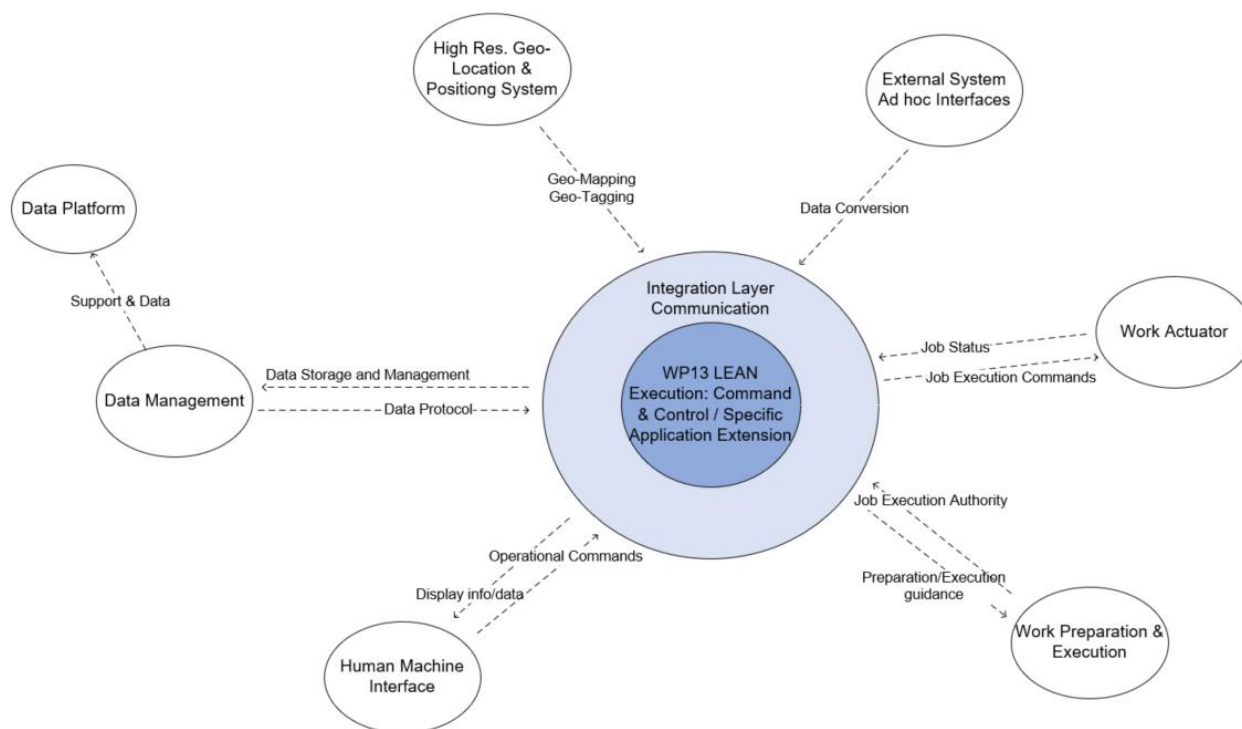 High Res. Geo-
Location &
Positiong System
External System
Ad hoc Interfaces
Geo-Mapping
Geo-Tagging
Data Platform
Data Conversion
Support & Data
Integration Layer
Communication
Work Actuator
Job Status
Job Execution Commands
WP13 LEAN
Execution: Command
& Control / Specific
Application Extension
Data Storage and Management
Data Management
Data Protocol
Job Execution Authority
Operational Commands
Preparation/Execution
guidance
Display info/data
Work Preparation &
Execution
Human Machine
Interface